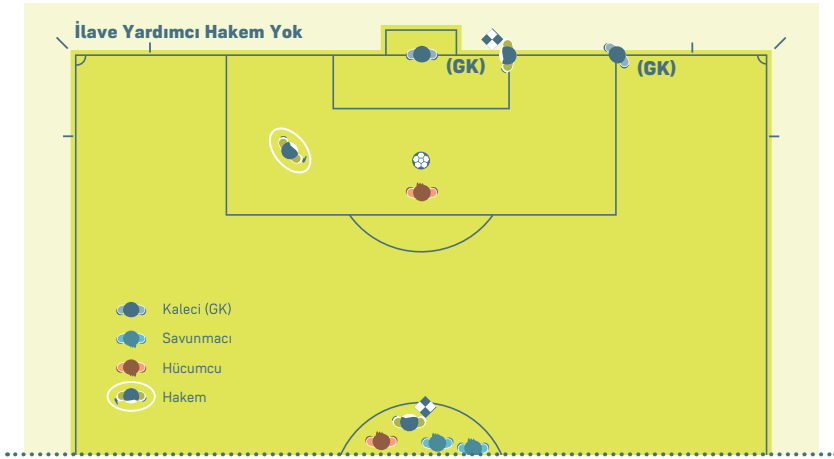 İlave Yardımcı Hakem Yok
(GK)
(GK)
Kaleci (GK)
Savunmacı
Hücumcu
Hakem